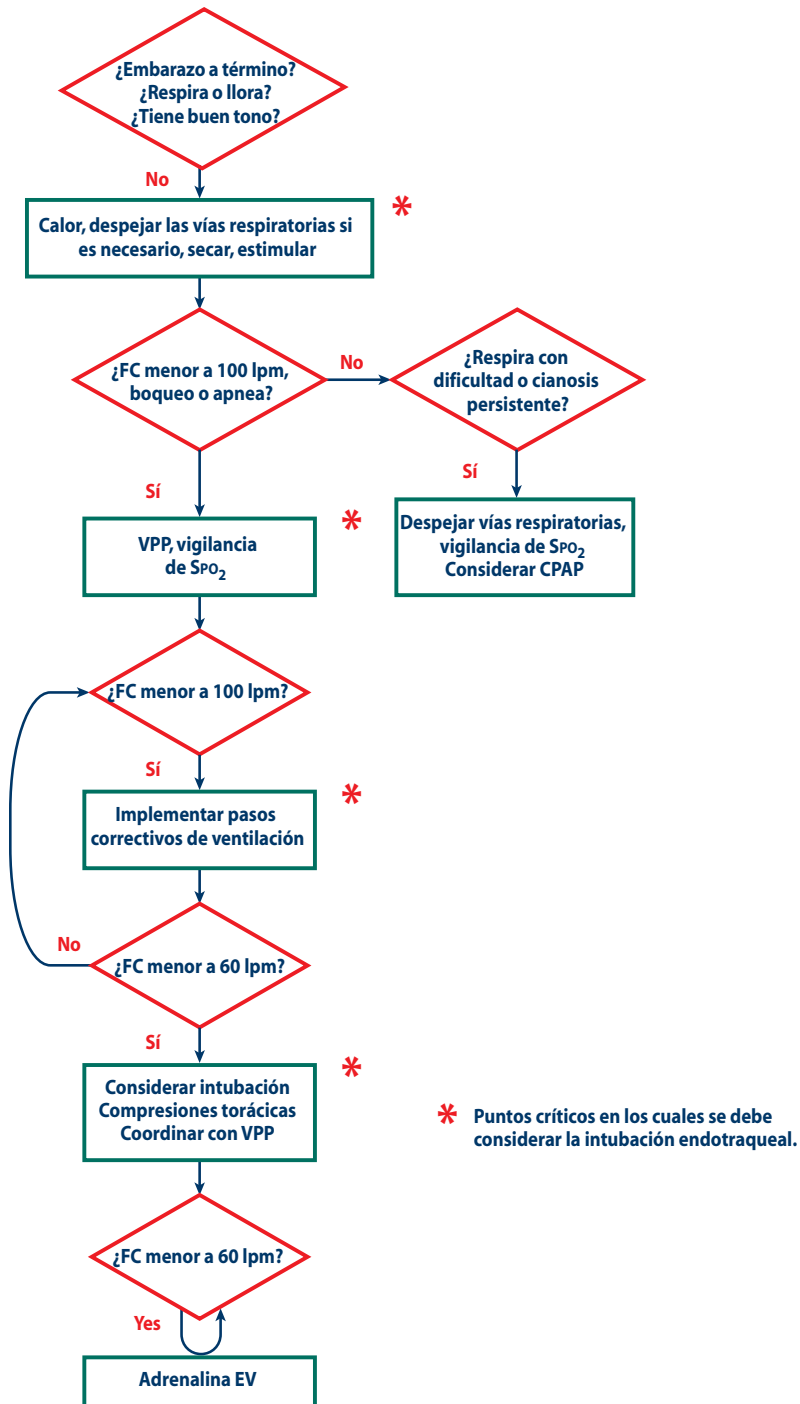 ¿Embarazo a término?
¿Respira o llora?
¿Tiene buen tono?
No
*
Calor, despejar las vías respiratorias si
es necesario, secar, estimular
¿FC menor a 100 lpm,
boqueo o apnea?
No
¿Respira con
dificultad o cianosis
persistente?
Sí
Sí
*
VPP, vigilancia
de SPO2
Despejar vías respiratorias,
vigilancia de SPO2
Considerar CPAP
¿FC menor a 100 lpm?
Sí
*
Implementar pasos
correctivos de ventilación
No
¿FC menor a 60 lpm?
Sí
*
Considerar intubación
Compresiones torácicas
Coordinar con VPP
* Puntos críticos en los cuales se debe
considerar la intubación endotraqueal.
¿FC menor a 60 lpm?
Yes
Adrenalina EV